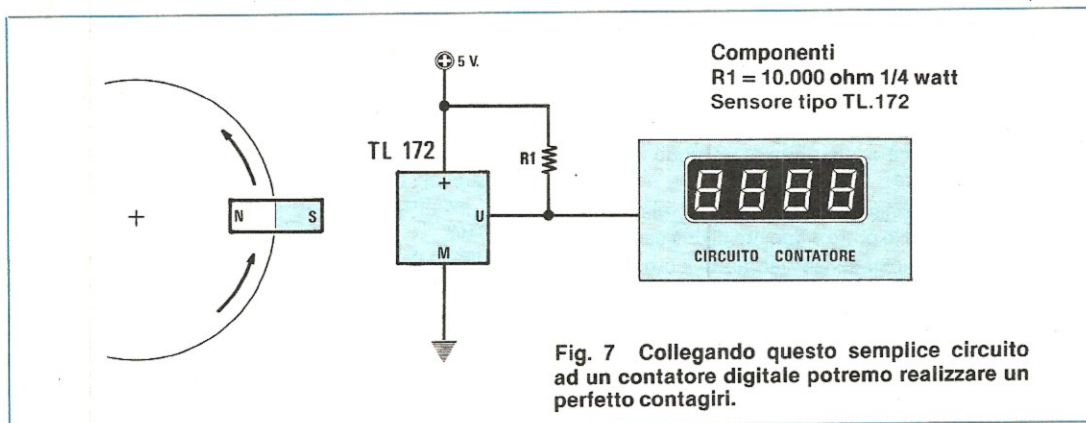 5 V.
Componenti
R1 = 10.000 ohm 1/4 watt
Sensore tipo TL.172
TL 172
R1
+
U
M
+
N
S
8888
CIRCUITO CONTATORE
Fig. 7 Collegando questo semplice circuito
ad un contatore digitale potremo realizzare un
perfetto contagiri.